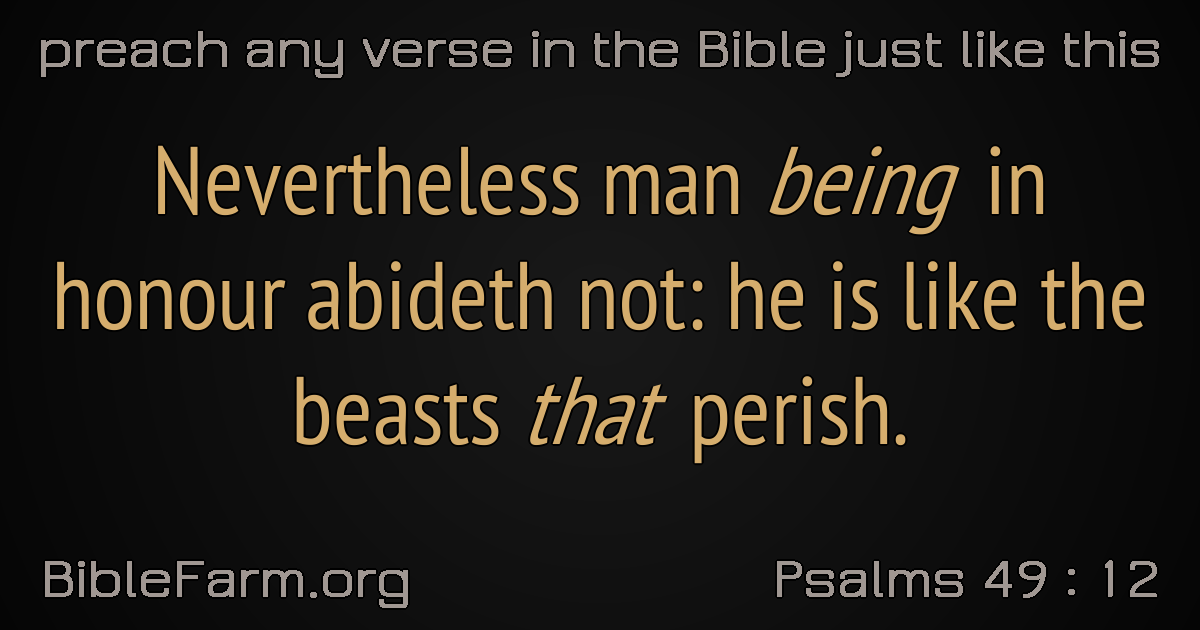 preach any verse in the Bible just like this
Nevertheless man being in
honour abideth not: he is like the
beasts that perish.
BibleFarm.org
Psalms 49 : 12